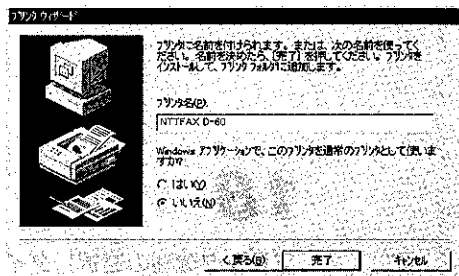 プリンタ ウィザード
プリンタに名前を付けられます。または、次の名前を使ってく
ださい。名前を決めたら、[完了] を押してください。プリンタを
インストールして、プリンタ フォルダに追加します。
プリンタ名(P):
NTTFAX D-60
Windows アプリケーションで、このプリンタを通常のプリンタとして使いま
すか?
はい(Y)
いいえ(N)
< 戻る(B)
完了
キャンセル